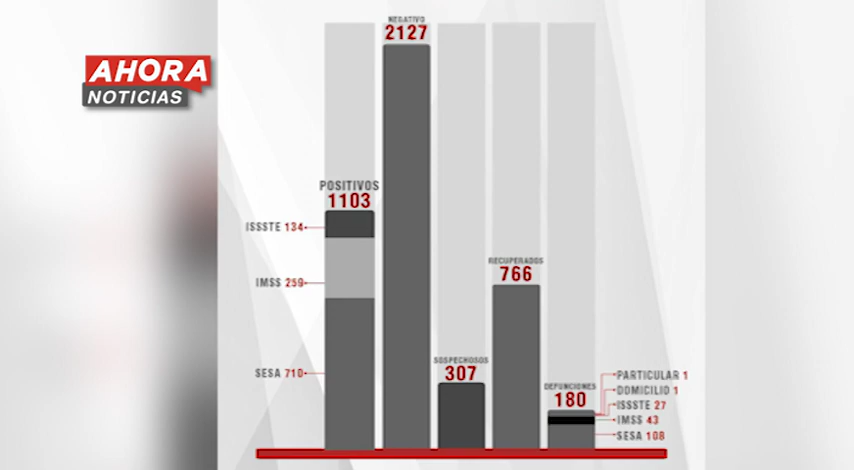 AHORA
NOTICIAS
NEGATIVO
2127
POSITIVOS
1103
ISSSTE 134
IMSS 259
SESA 710
SOSPECHOSOS
307
RECUPERADOS
766
DEFUNCIONES
180
PARTICULAR 1
DOMICILIO 1
ISSSTE 27
IMSS 43
SESA 108